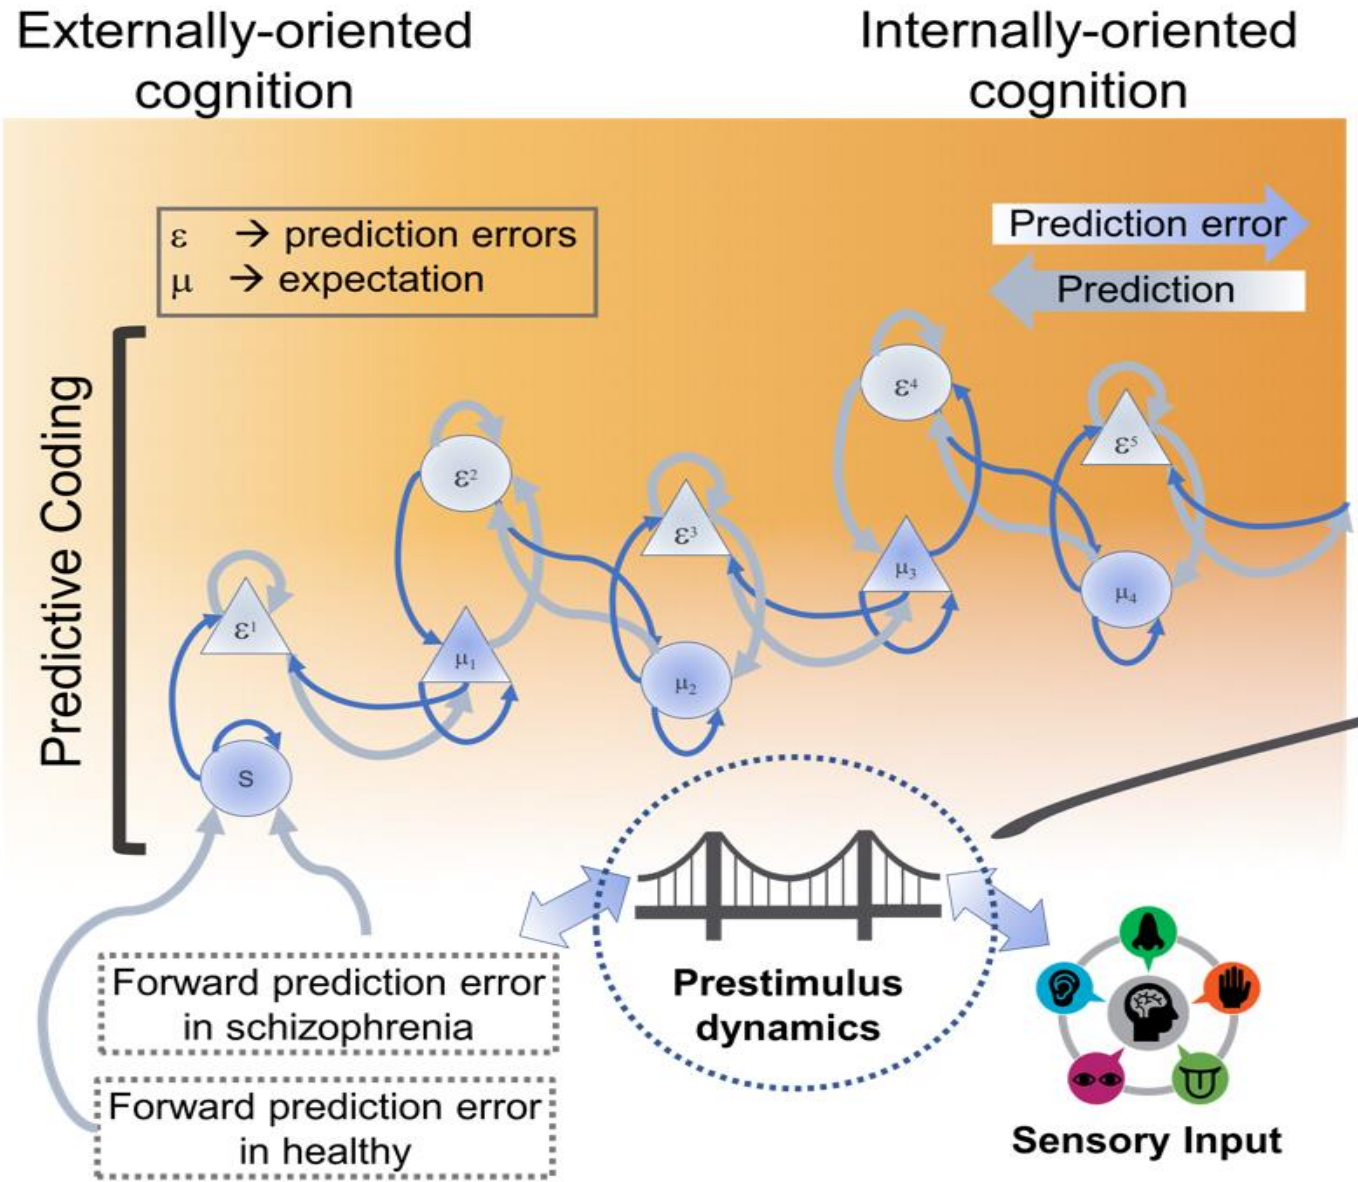 Externally-oriented
cognition
Internally-oriented
cognition
ε → prediction errors
μ → expectation
Prediction error
Prediction
Predictive Coding
ε⁴
ε⁵
ε²
ε³
μ₃
μ₄
ε¹
μ₁
μ₂
S
Forward prediction error
in schizophrenia
Forward prediction error
in healthy
Prestimulus
dynamics
Sensory Input